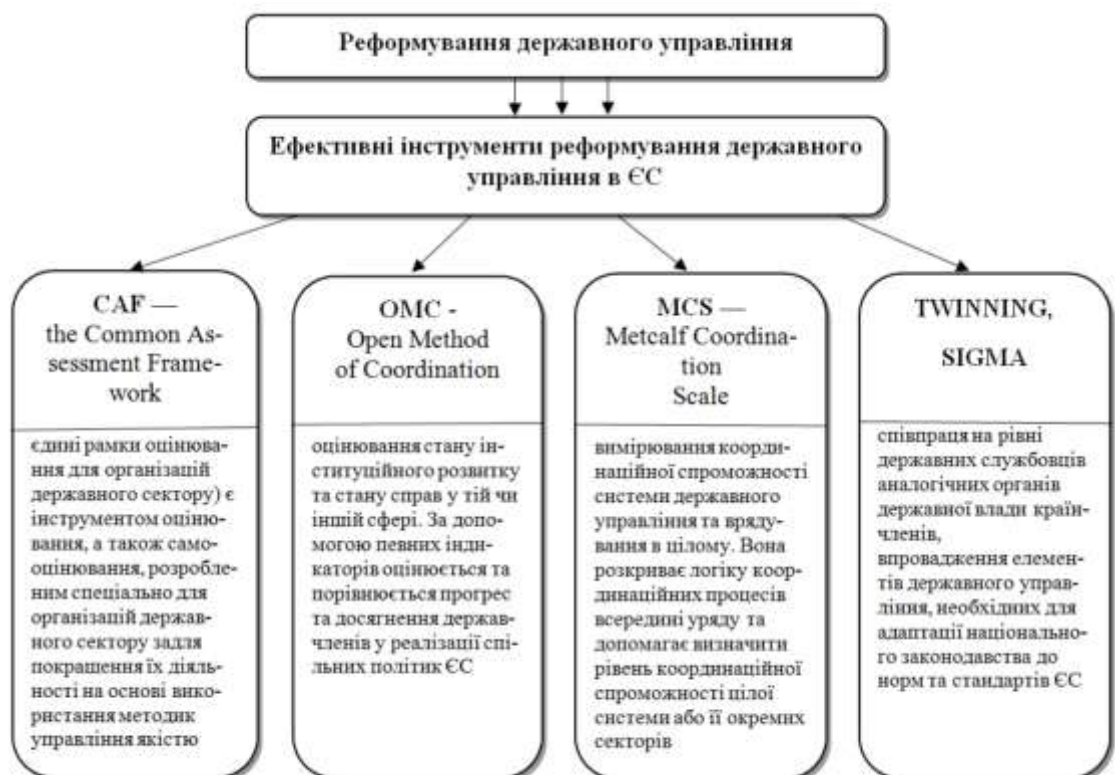 Реформування державного управління
Ефективні інструменти реформування державного
управління в ЄС
CAF —
the Common As-
sessment Frame-
work
єдині рамки оцінюва-
ння для організацій
державного сектору) є
інструментом оціню-
вання, а також само-
оцінювання, розробле-
ним спеціально для
організацій держав-
ного сектору задля
покращення їх діяль-
ності на основі вико-
ристання методик
управління якістю
OMC -
Open Method
of Coordination
оцінювання стану ін-
ституційного розвитку
та стану справ у тій чи
іншій сфері. За допо-
могою певних інди-
каторів оцінюється та
порівнюється прогрес
та досягнення держав-
членів у реалізації спі-
льних політик ЄС
MCS —
Metcalf Coordina-
tion
Scale
вимірювання коорди-
наційної спроможності
системи державного
управління та вряду-
вання в цілому. Вона
розкриває логіку коор-
динаційних процесів
всередині уряду та
допомагає визначити
рівень координаційної
спроможності цілої
системи або її окремих
секторів
TWINNING,
SIGMA
співпраця на рівні
державних службовців
аналогічних органів
державної влади країн-
членів,
впровадження елемен-
тів державного управ-
ління, необхідних для
адаптації національно-
го законодавства до
норм та стандартів ЄС